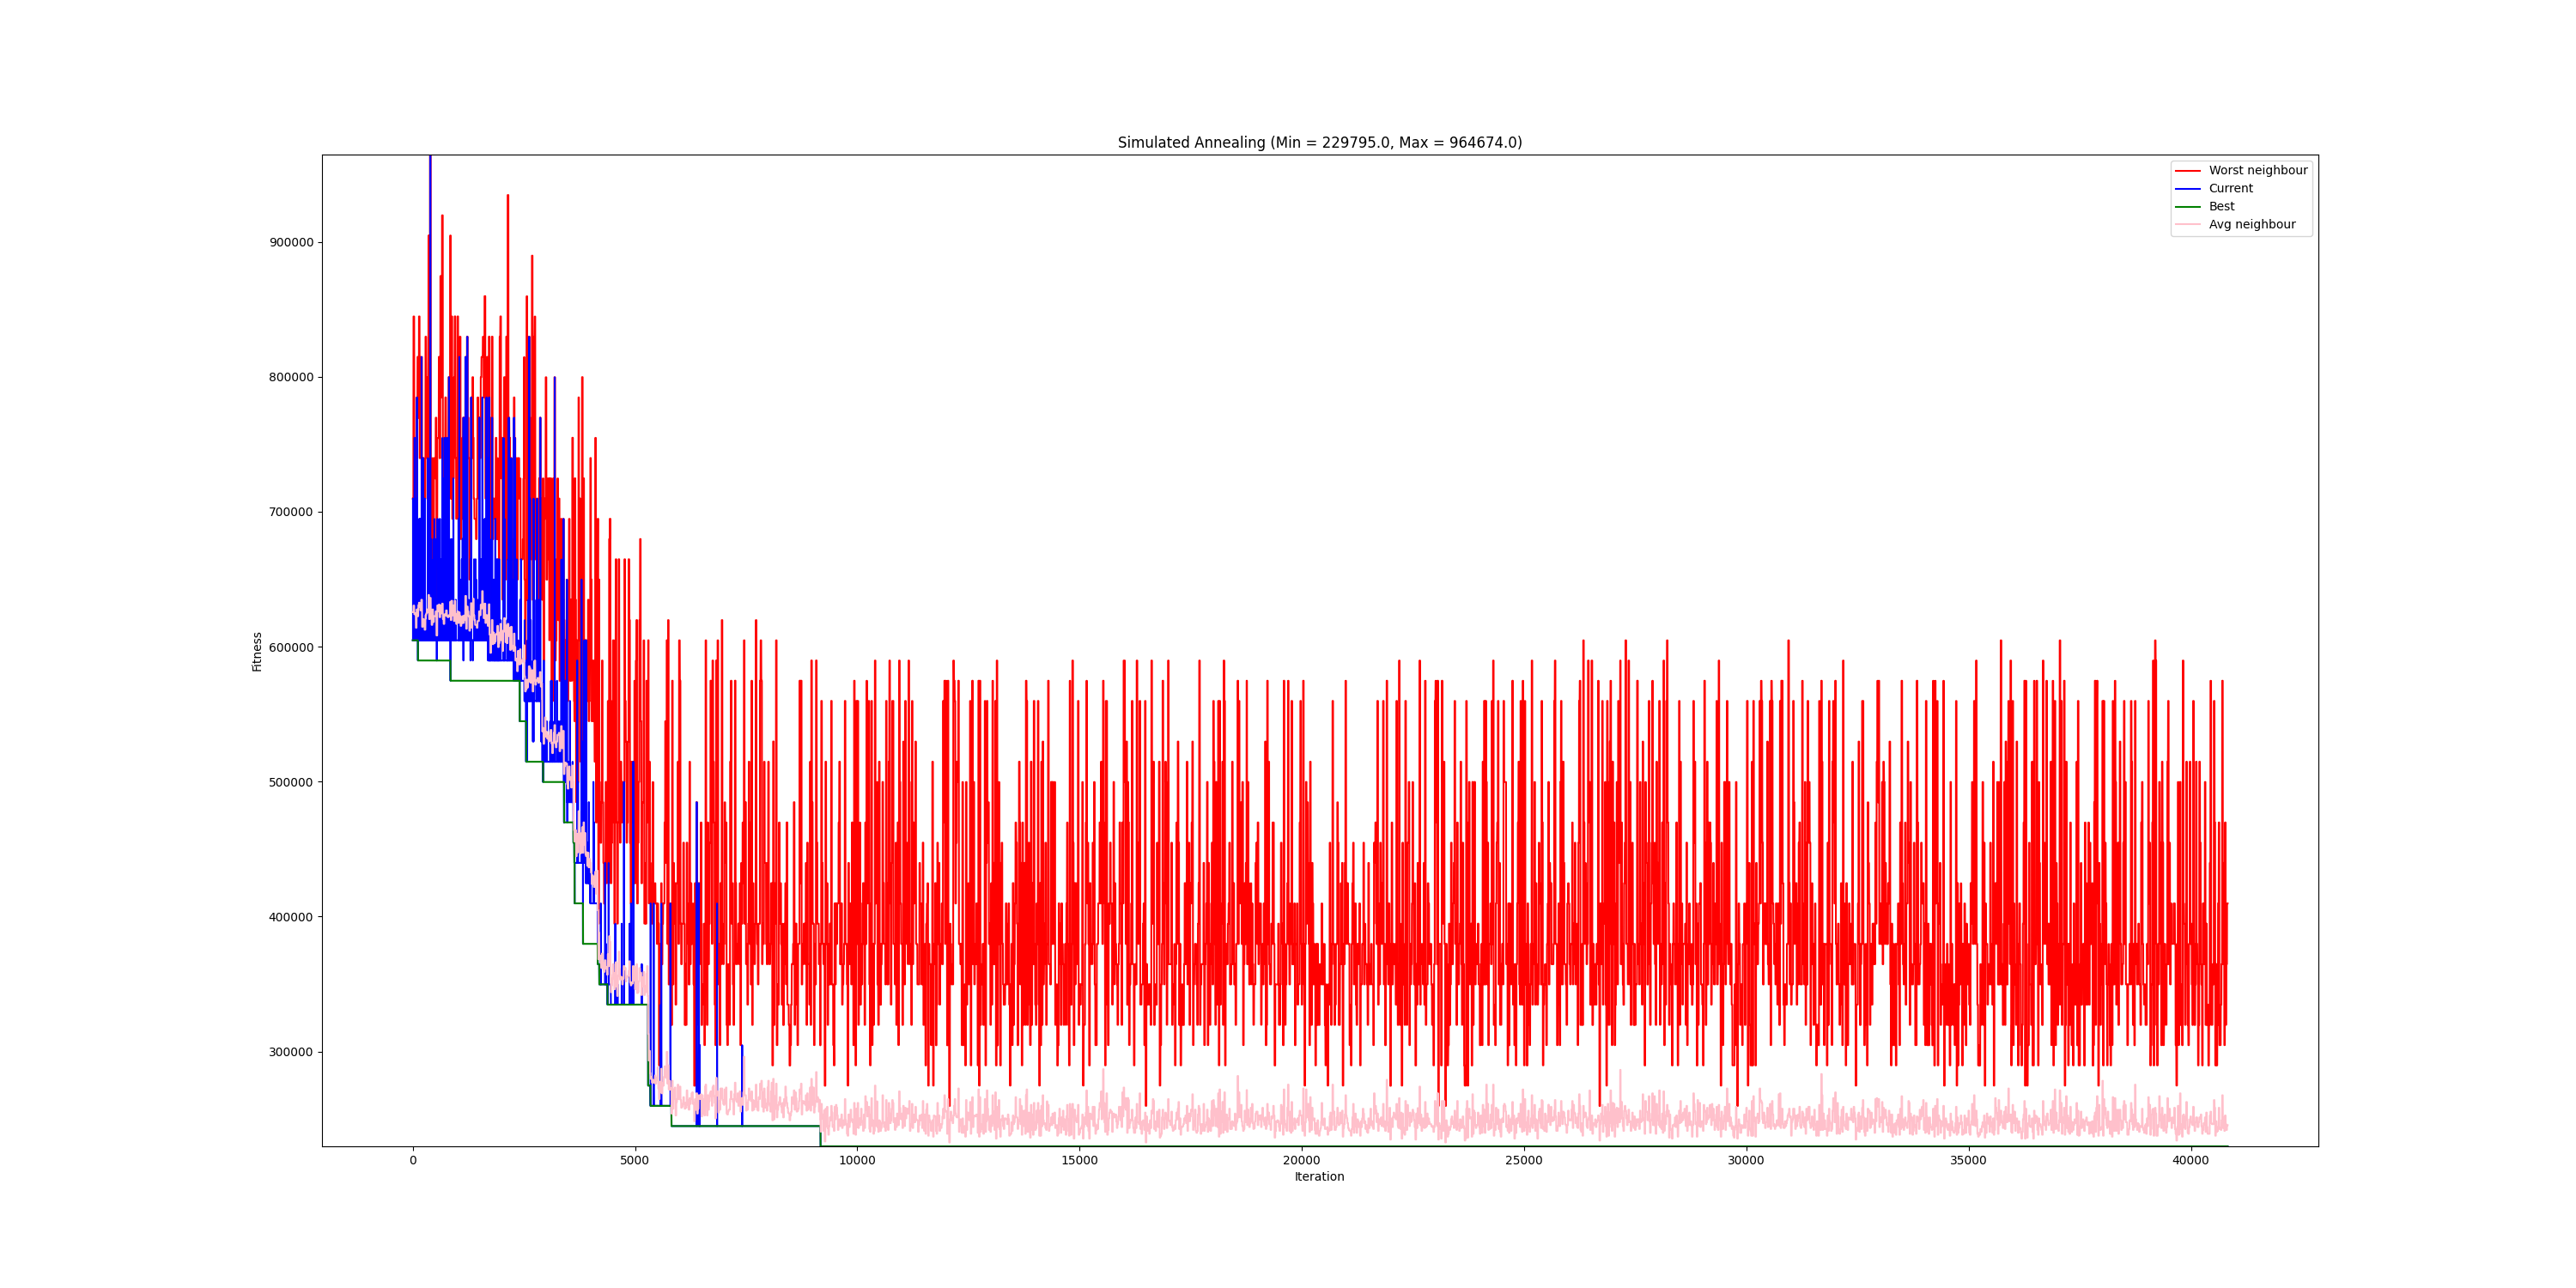 Simulated Annealing (Min = 229795.0, Max = 964674.0)
Worst neighbour
Current
Best
Avg neighbour
900000
800000
700000
600000
500000
400000
300000
Fitness
0
5000
10000
15000
20000
25000
30000
35000
40000
Iteration